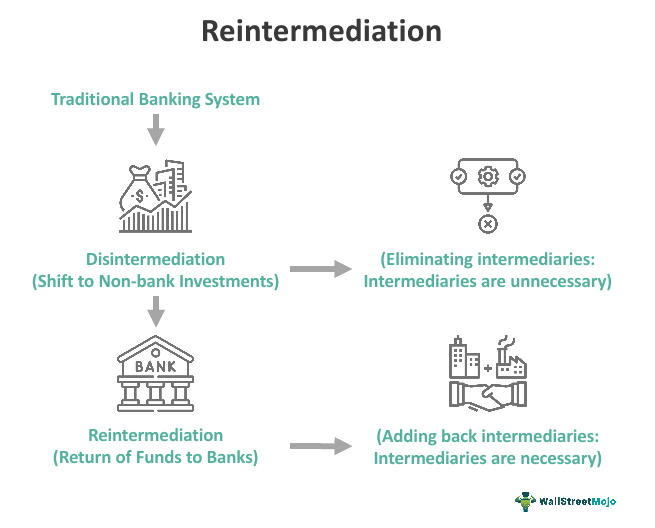 Reintermediation
Traditional Banking System
$
Disintermediation
(Shift to Non-bank Investments)
(Eliminating intermediaries:
Intermediaries are unnecessary)
BANK
Reintermediation
(Return of Funds to Banks)
(Adding back intermediaries:
Intermediaries are necessary)
WallStreetMojo